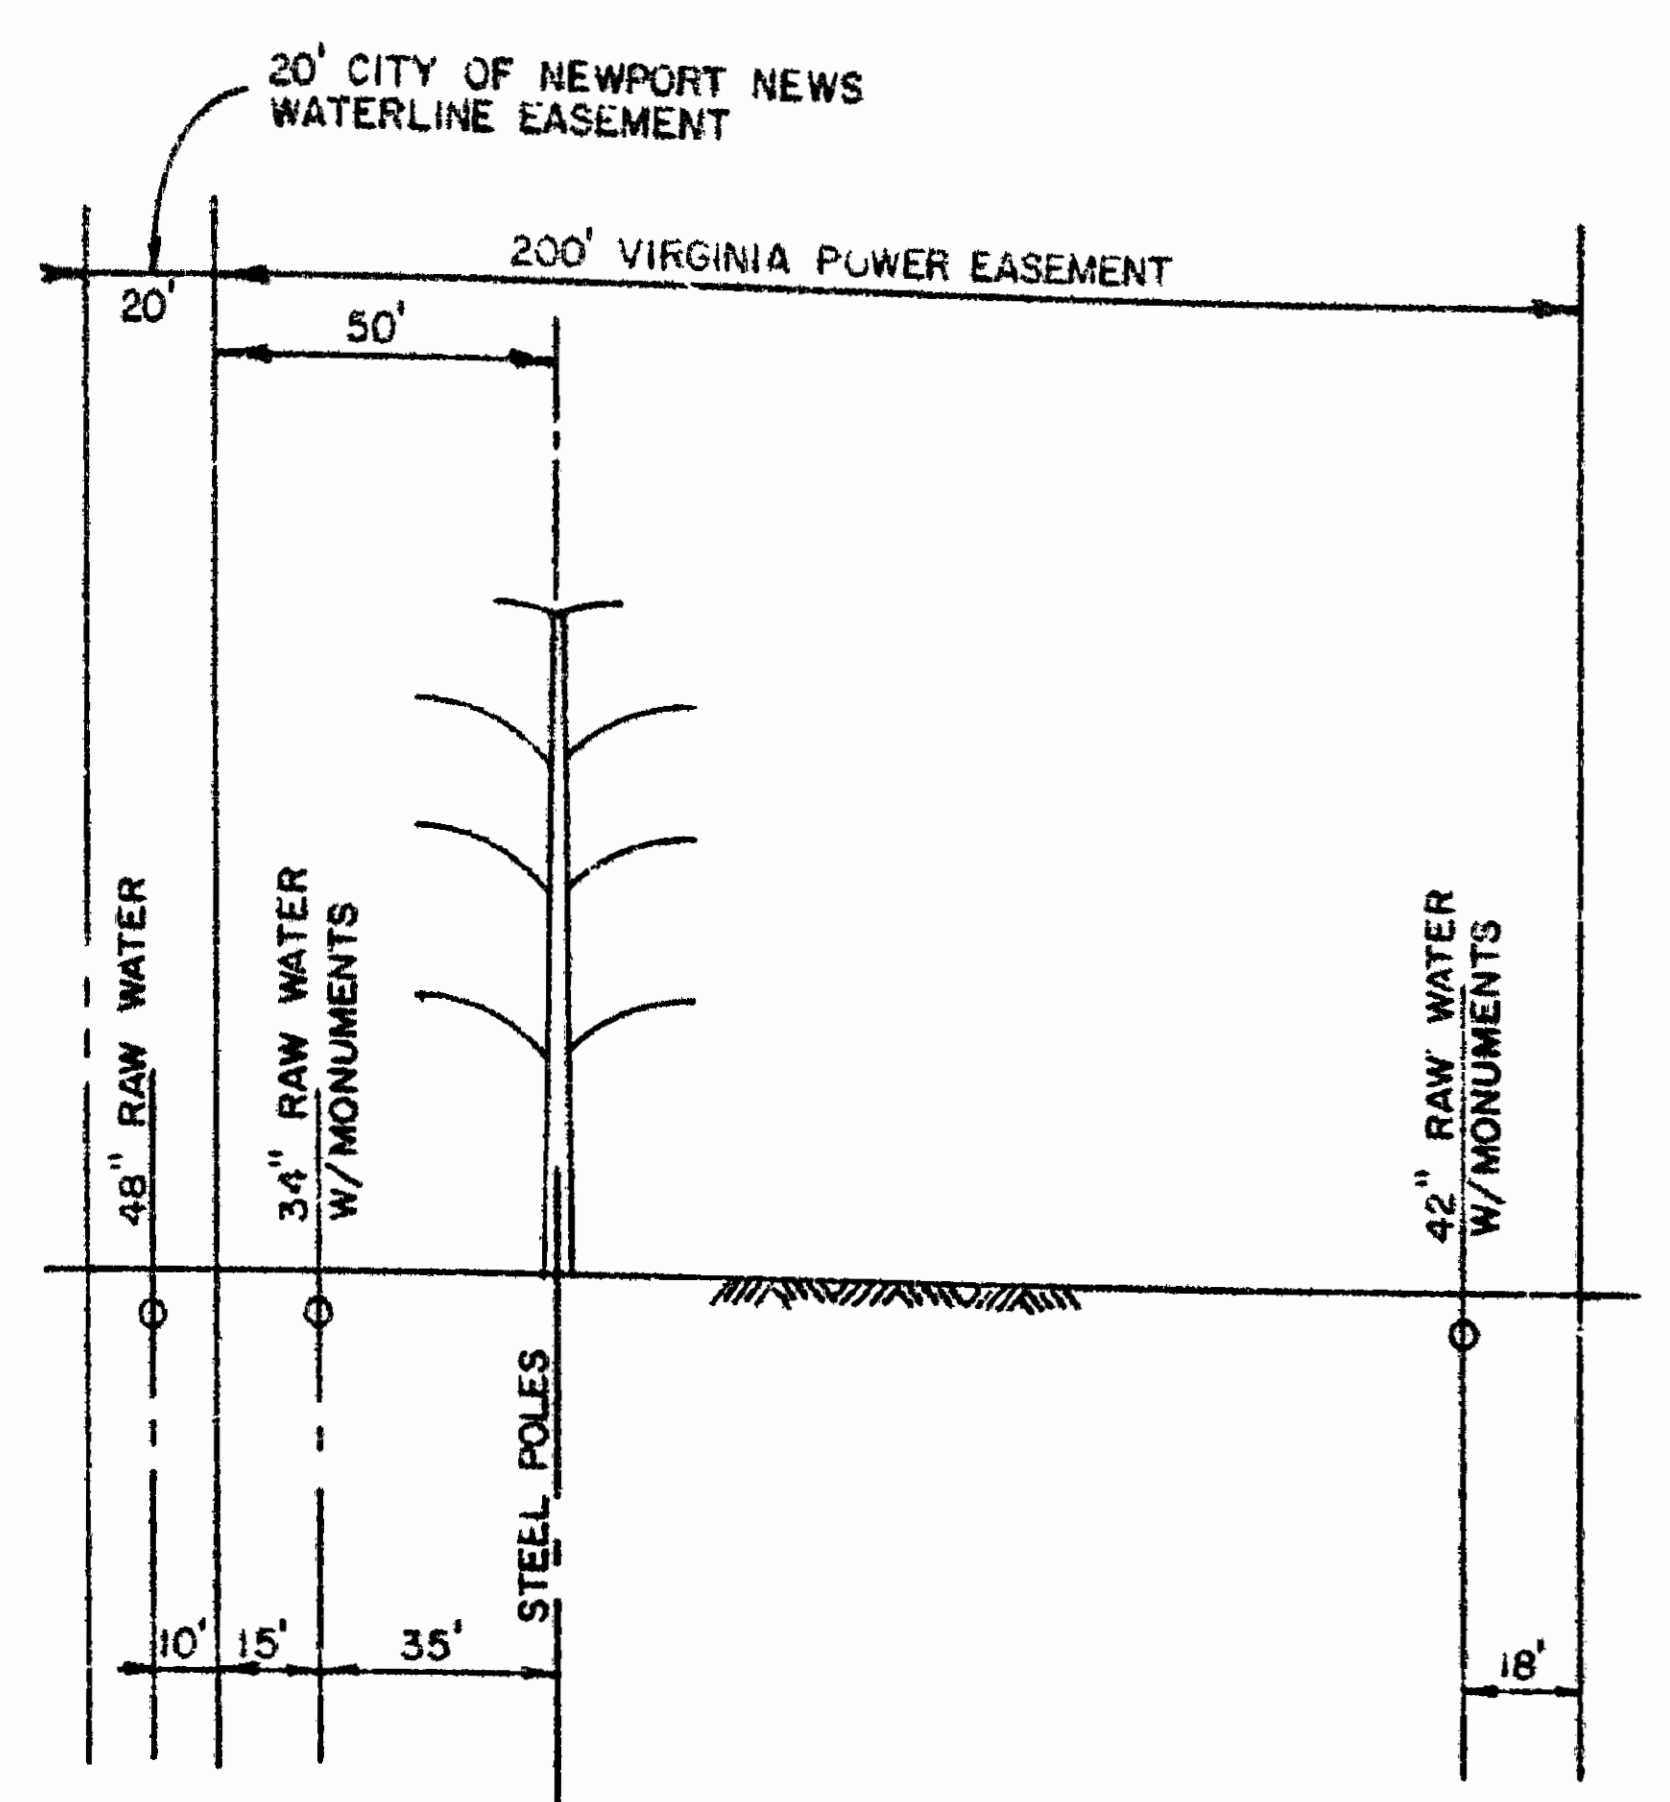 20' CITY OF NEWPORT NEWS
WATERLINE EASEMENT
200' VIRGINIA POWER EASEMENT
20'
50'
48" RAW WATER
34" RAW WATER
W/MONUMENTS
42" RAW WATER
W/MONUMENTS
STEEL POLES
10'
15'
35'
18'